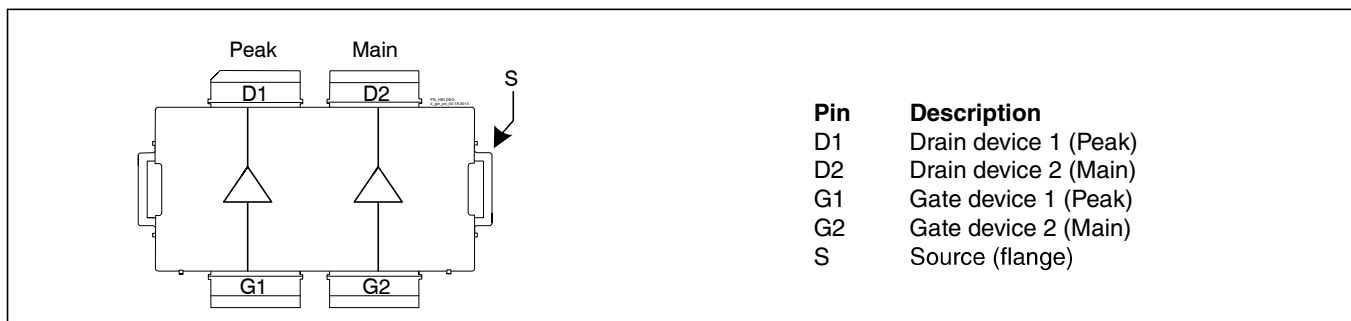 Peak Main
S
D1 D2
G1 G2
Pin Description
D1 Drain device 1 (Peak)
D2 Drain device 2 (Main)
G1 Gate device 1 (Peak)
G2 Gate device 2 (Main)
S Source (flange)